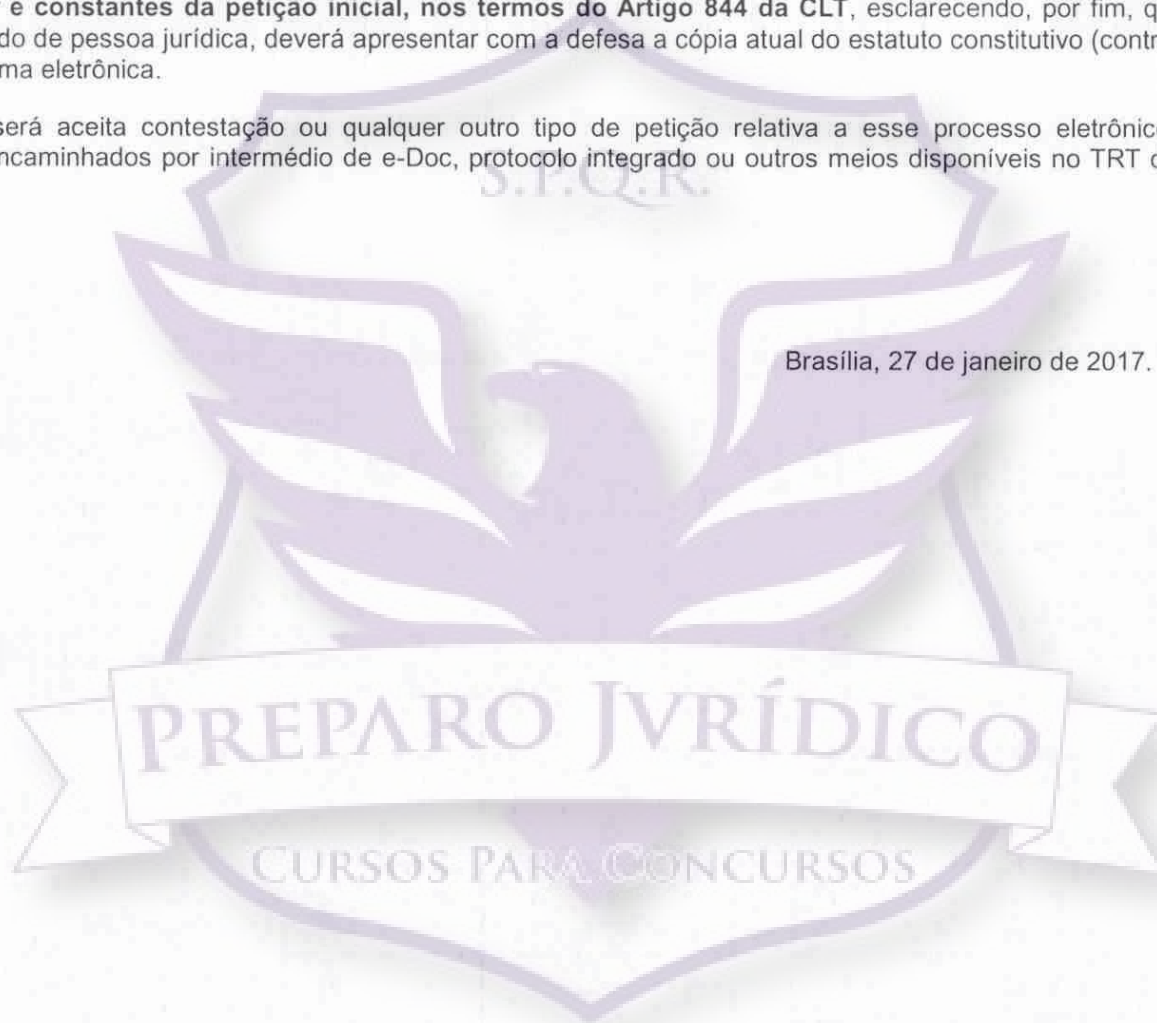 e constantes da petição inicial, nos termos do Artigo 844 da CLT, esclarecendo, por fim, q
do de pessoa jurídica, deverá apresentar com a defesa a cópia atual do estatuto constitutivo (contr
ma eletrônica.
será aceita contestação ou qualquer outro tipo de petição relativa a esse processo eletrônic
ncaminhados por intermédio de e-Doc, protocolo integrado ou outros meios disponíveis no TRT d
S.P.Q.R.
Brasília, 27 de janeiro de 2017.
PREPARO JVRÍDICO
CURSOS PARA CONCURSOS